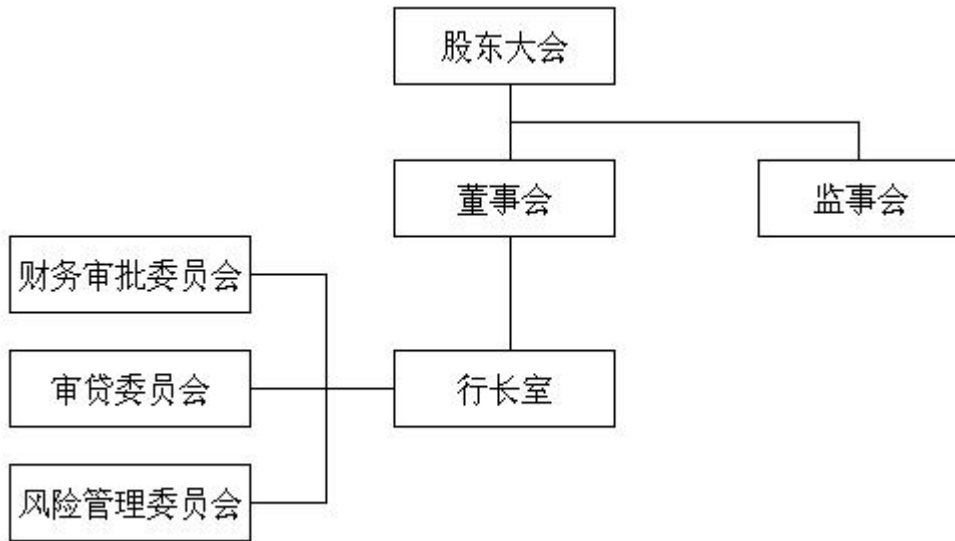 股东大会
董事会
监事会
财务审批委员会
审贷委员会
行长室
风险管理委员会